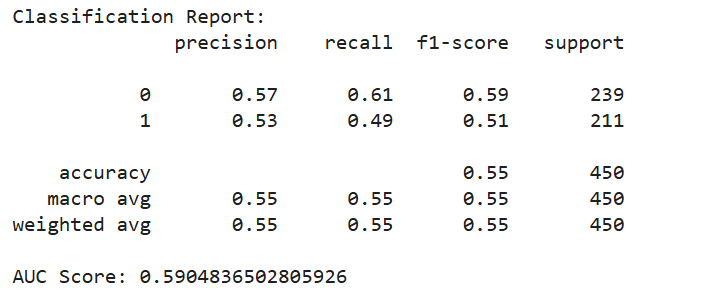 Classification Report:
precision recall f1-score support
0 0.57 0.61 0.59 239
1 0.53 0.49 0.51 211
accuracy 0.55 450
macro avg 0.55 0.55 0.55 450
weighted avg 0.55 0.55 0.55 450
AUC Score: 0.5904836502805926